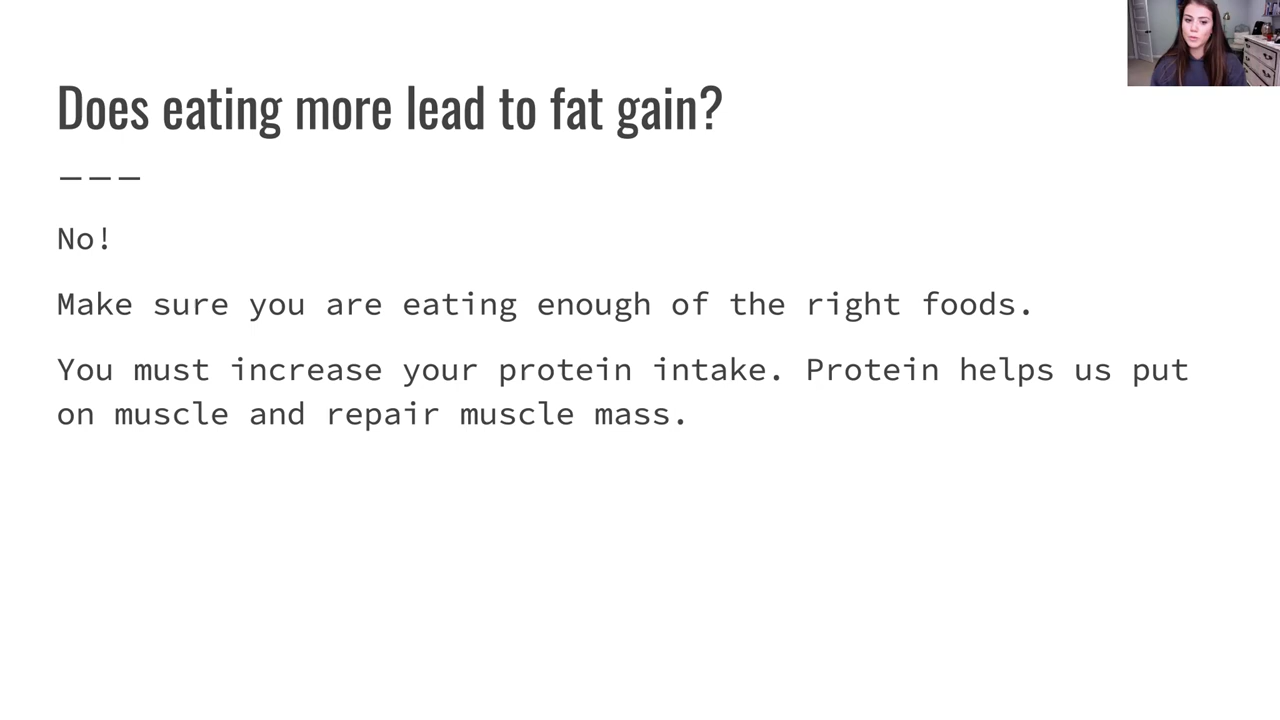 Does eating more lead to fat gain?
No!
Make sure you are eating enough of the right foods.
You must increase your protein intake. Protein helps us put
on muscle and repair muscle mass.